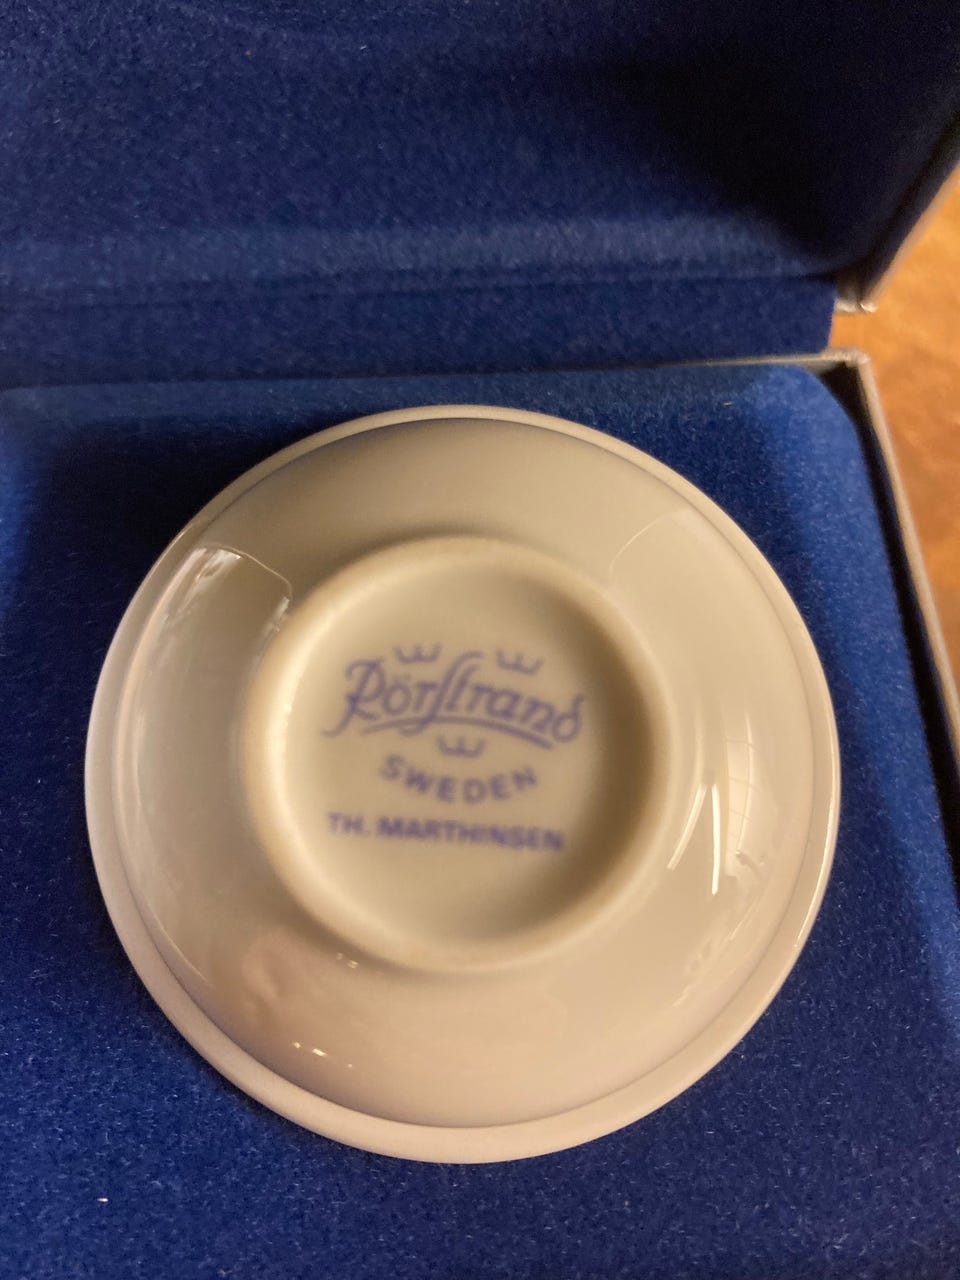 Rörstrand
SWEDEN
TH. MARTHINSEN